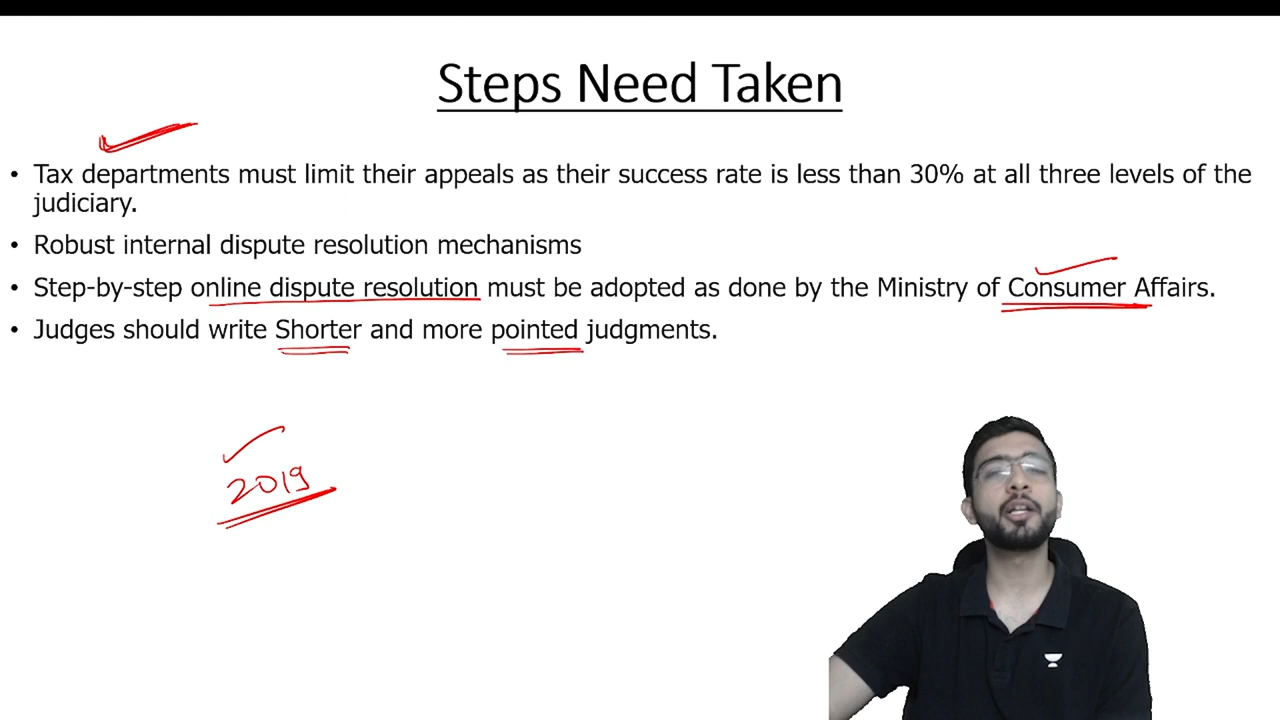 Steps Need Taken
• Tax departments must limit their appeals as their success rate is less than 30% at all three levels of the
judiciary.
• Robust internal dispute resolution mechanisms
• Step-by-step online dispute resolution must be adopted as done by the Ministry of Consumer Affairs.
• Judges should write Shorter and more pointed judgments.
2019